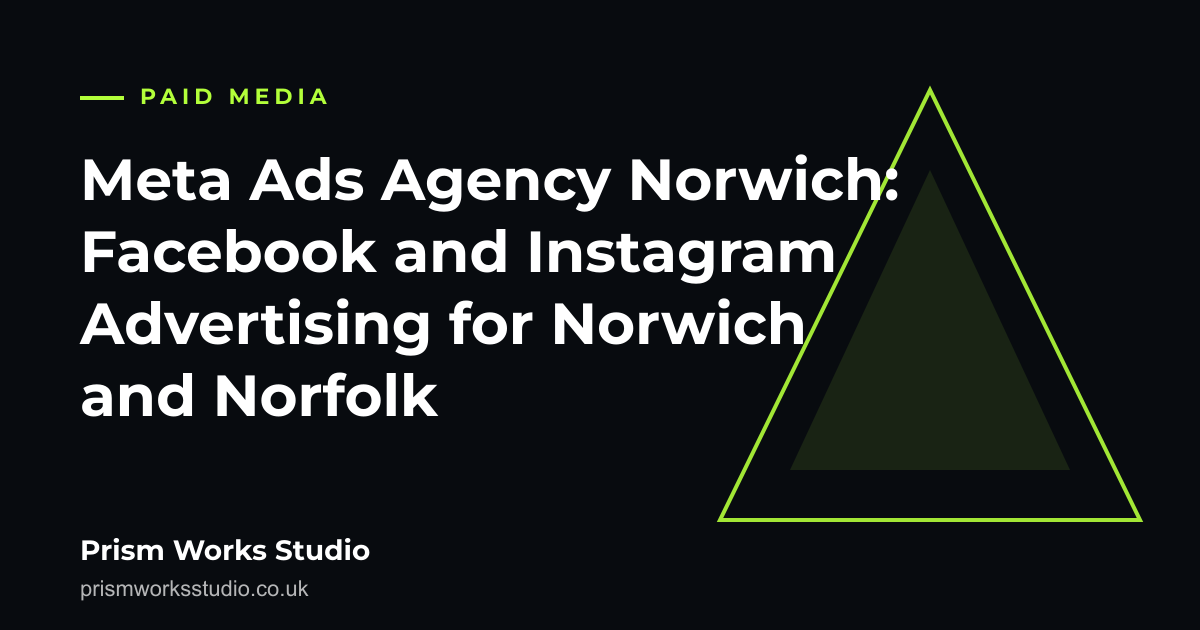 PAID MEDIA
Meta Ads Agency Norwich:
Facebook and Instagram
Advertising for Norwich
and Norfolk
Prism Works Studio
prismworksstudio.co.uk